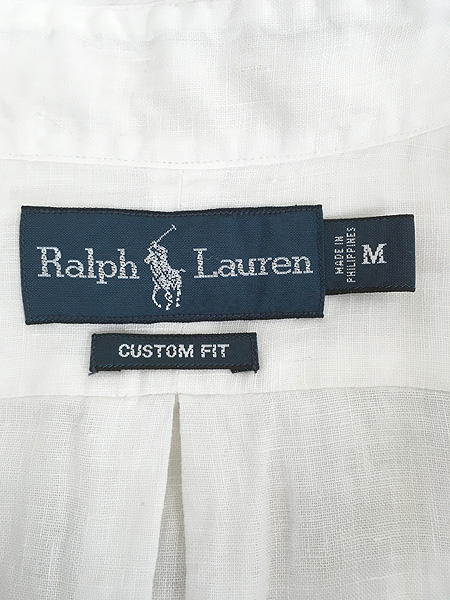 Ralph Lauren
MADE IN
PHILIPPINES
M
CUSTOM FIT